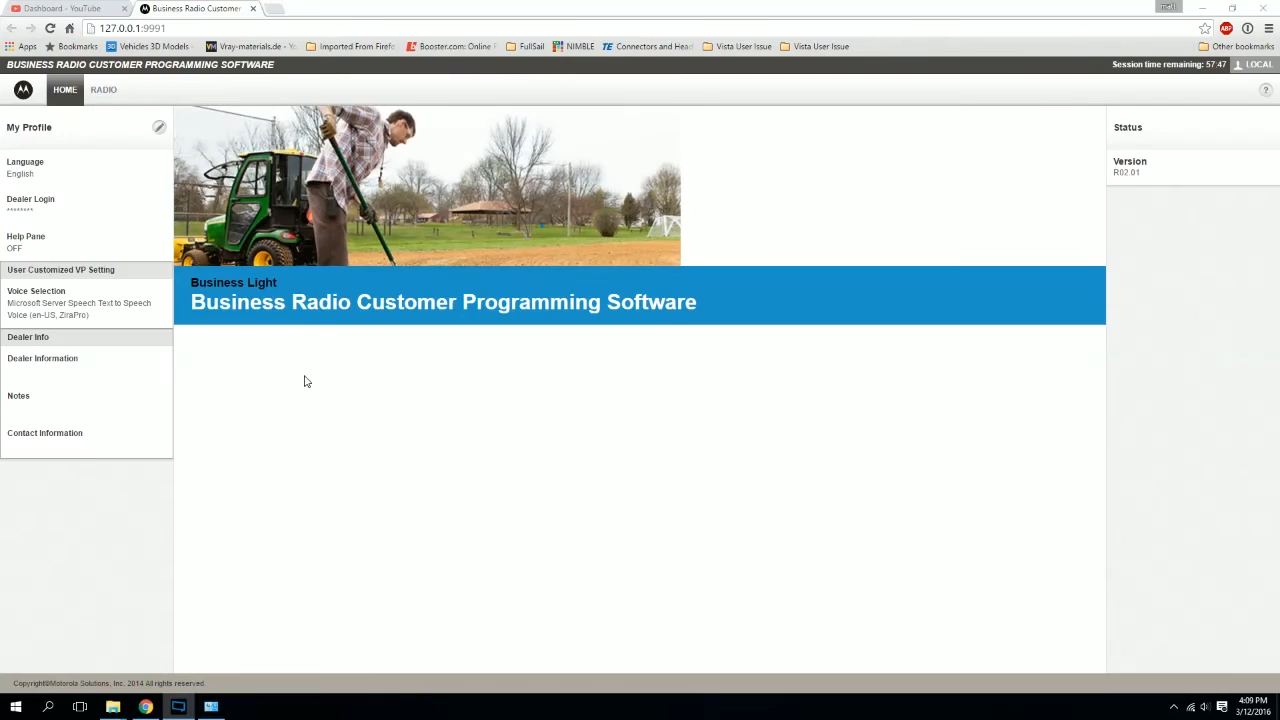 Dashboard - YouTube
Business Radio Customer
matt
127.0.0.1:9991
Apps
Bookmarks
Vehicles 3D Models
Vray-materials.de - Yo
Imported From Firefo
Booster.com: Online F
FullSail
NIMBLE
TE Connectors and Head
Vista User Issue
Vista User Issue
Other bookmarks
BUSINESS RADIO CUSTOMER PROGRAMMING SOFTWARE
Session time remaining: 57:47
LOCAL
HOME
RADIO
?
My Profile
Language
English
Dealer Login
********
Help Pane
OFF
User Customized VP Setting
Voice Selection
Microsoft Server Speech Text to Speech
Voice (en-US, ZiraPro)
Dealer Info
Dealer Information
Notes
Contact Information
Business Light
Business Radio Customer Programming Software
Status
Version
R02.01
Copyright©Motorola Solutions, Inc. 2014 All rights reserved.
4:09 PM
3/12/2016